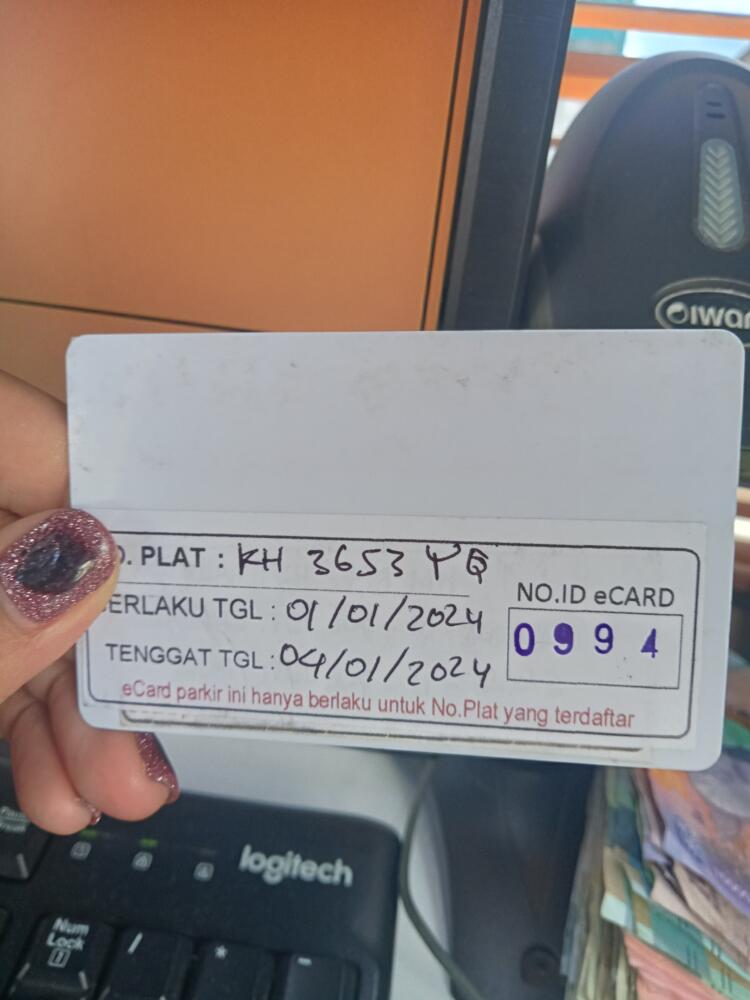 O. PLAT : KH 3653 YQ
ERLAKU TGL : 01/01/2024
TENGGAT TGL : 04/01/2024
NO.ID eCARD
0994
eCard parkir ini hanya berlaku untuk No.Plat yang terdaftar
logitech
Num
Lock
/
*
-